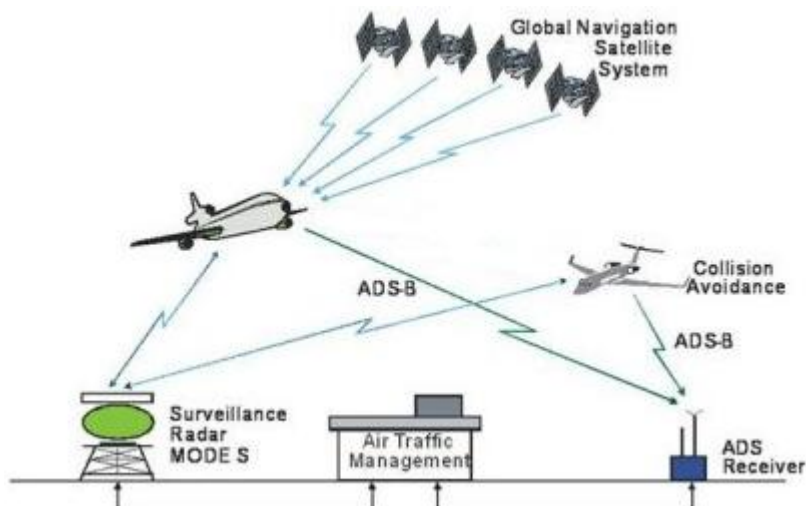 Global Navigation
Satellite
System
Collision
Avoidance
ADS-B
ADS-B
Surveillance
Radar
MODE S
Air Traffic
Management
ADS
Receiver